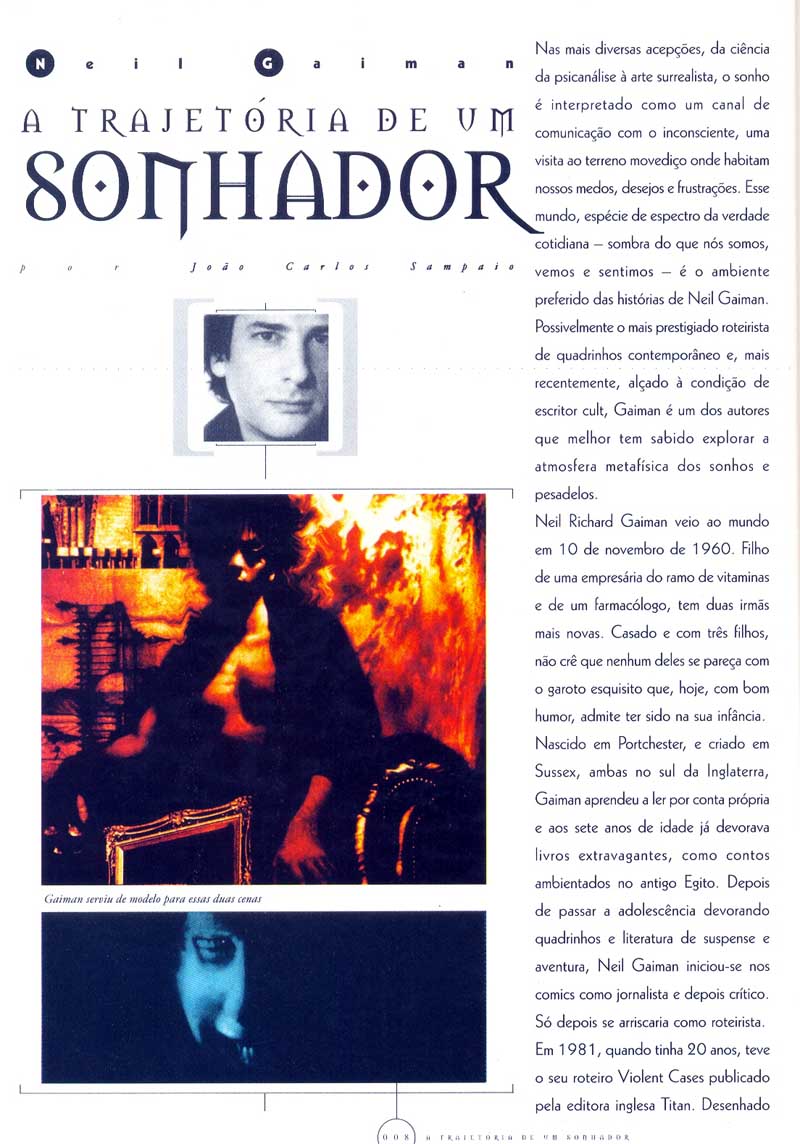 Neil Gaiman
A TRAJETÓRIA DE UM
SONHADOR
por João Carlos Sampaio
Gaiman serviu de modelo para essas duas cenas
Nas mais diversas acepções, da ciência
da psicanálise à arte surrealista, o sonho
é interpretado como um canal de
comunicação com o inconsciente, uma
visita ao terreno movediço onde habitam
nossos medos, desejos e frustrações. Esse
mundo, espécie de espectro da verdade
cotidiana – sombra do que nós somos,
vemos e sentimos – é o ambiente
preferido das histórias de Neil Gaiman.
Possivelmente o mais prestigiado roteirista
de quadrinhos contemporâneo e, mais
recentemente, alçado à condição de
escritor cult, Gaiman é um dos autores
que melhor tem sabido explorar a
atmosfera metafísica dos sonhos e
pesadelos.
Neil Richard Gaiman veio ao mundo
em 10 de novembro de 1960. Filho
de uma empresária do ramo de vitaminas
e de um farmacólogo, tem duas irmãs
mais novas. Casado e com três filhos,
não crê que nenhum deles se pareça com
o garoto esquisito que, hoje, com bom
humor, admite ter sido na sua infância.
Nascido em Portchester, e criado em
Sussex, ambas no sul da Inglaterra,
Gaiman aprendeu a ler por conta própria
e aos sete anos de idade já devorava
livros extravagantes, como contos
ambientados no antigo Egito. Depois
de passar a adolescência devorando
quadrinhos e literatura de suspense e
aventura, Neil Gaiman iniciou-se nos
comics como jornalista e depois crítico.
Só depois se arriscaria como roteirista.
Em 1981, quando tinha 20 anos, teve
o seu roteiro Violent Cases publicado
pela editora inglesa Titan. Desenhado
008 A TRAJETÓRIA DE UM SONHADOR